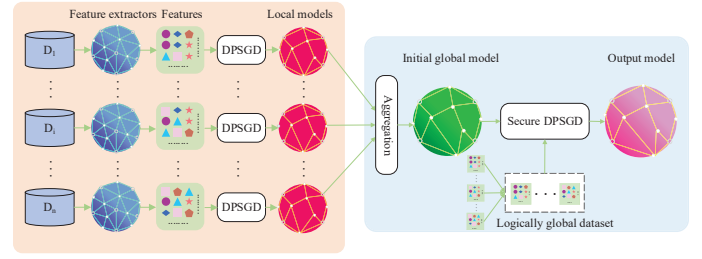 Feature extractors Features Local models
D1 DPSGD
Initial global model Output model
Di DPSGD
Aggregation
Secure DPSGD
Dn DPSGD
Logically global dataset